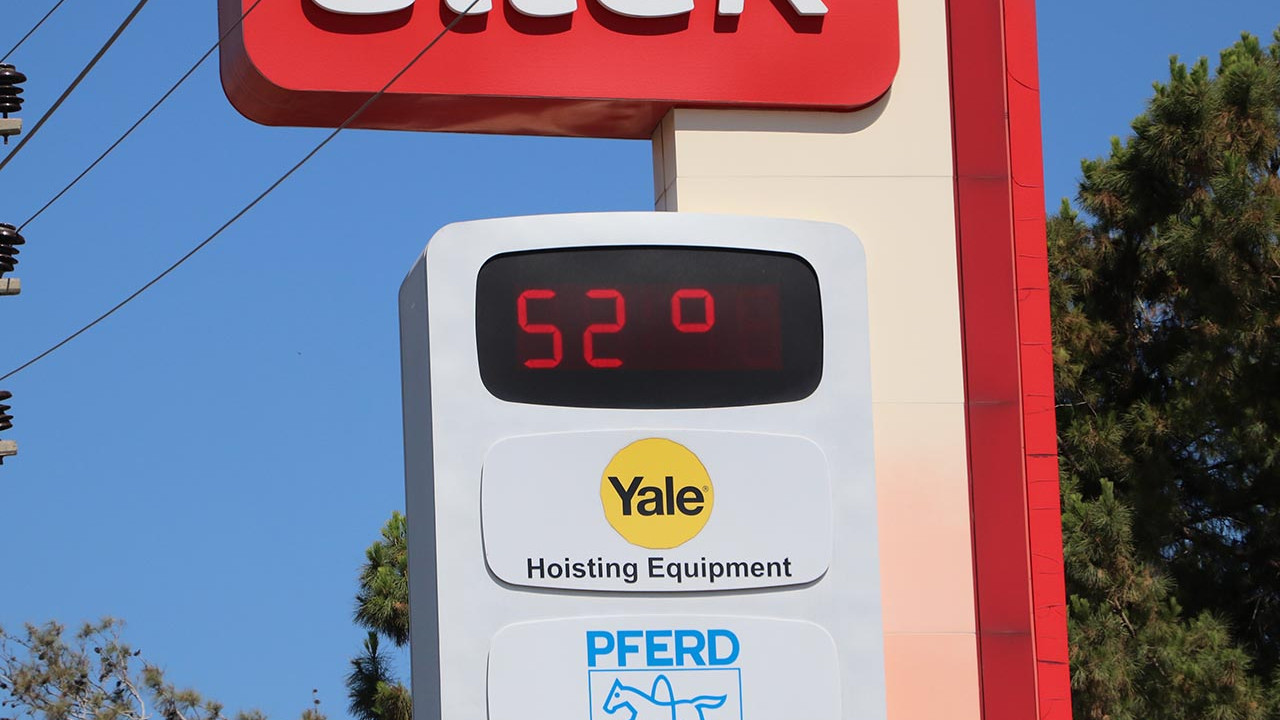 52°
Yale®
Hoisting Equipment
PFERD